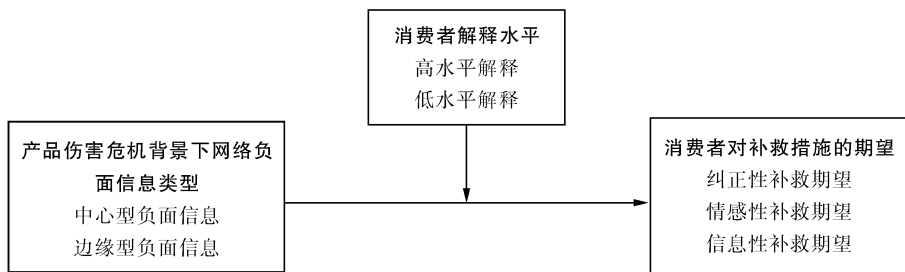 消费者解释水平
高水平解释
低水平解释
产品伤害危机背景下网络负
面信息类型
中心型负面信息
边缘型负面信息
消费者对补救措施的期望
纠正性补救期望
情感性补救期望
信息性补救期望